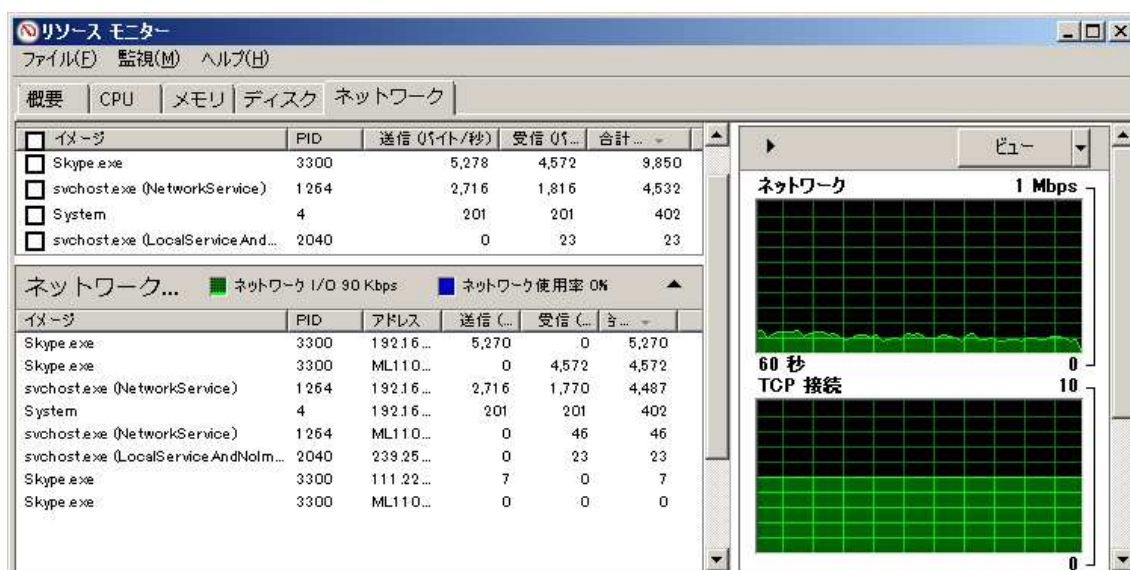 リソース モニター
ファイル(F) 監視(M) ヘルプ(H)
概要 CPU メモリ ディスク ネットワーク
イメージ PID 送信 (バイト/秒) 受信 (バ... 合計...
Skype.exe 3300 5,278 4,572 9,850
svchost.exe (NetworkService) 1264 2,716 1,816 4,532
System 4 201 201 402
svchost.exe (LocalServiceAnd... 2040 0 23 23
ネットワーク... ネットワーク I/O 90 Kbps ネットワーク使用率 0%
イメージ PID アドレス 送信 (... 受信 (... 合...
Skype.exe 3300 192.16... 5,270 0 5,270
Skype.exe 3300 ML110... 0 4,572 4,572
svchost.exe (NetworkService) 1264 192.16... 2,716 1,770 4,487
System 4 192.16... 201 201 402
svchost.exe (NetworkService) 1264 ML110... 0 46 46
svchost.exe (LocalServiceAndNoIm... 2040 239.25... 0 23 23
Skype.exe 3300 111.22... 7 0 7
Skype.exe 3300 ML110... 0 0 0
ビュー
ネットワーク 1 Mbps
60 秒 0
TCP 接続 10
0